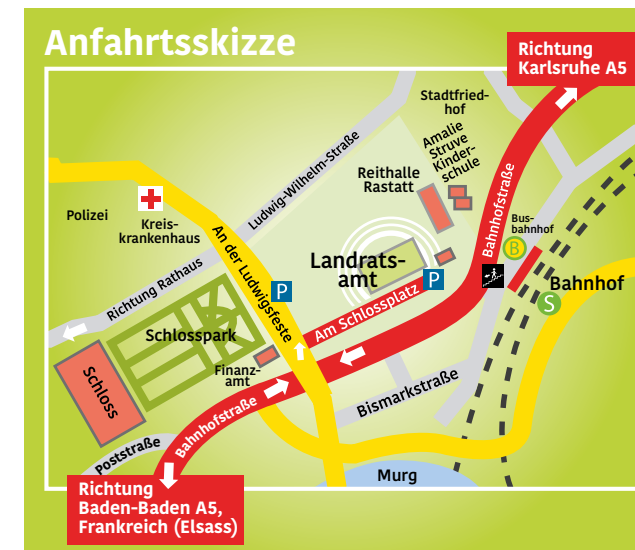 Anfahrtsskizze
Richtung
Karlsruhe A5
Stadtfried-
hof
Amalie
Struve
Kinder-
schule
Ludwig-Wilhelm-Straße
Reithalle
Rastatt
Bahnhofstraße
Polizei
Kreis-
krankenhaus
Bus-
bahnhof
B
An der Ludwigsfeste
Landrats-
amt
Richtung Rathaus
P
P
Bahnhof
S
Am Schlossplatz
Schlosspark
Schloss
Finanz-
amt
Bismarkstraße
Bahnhofstraße
Poststraße
Murg
Richtung
Baden-Baden A5,
Frankreich (Elsass)